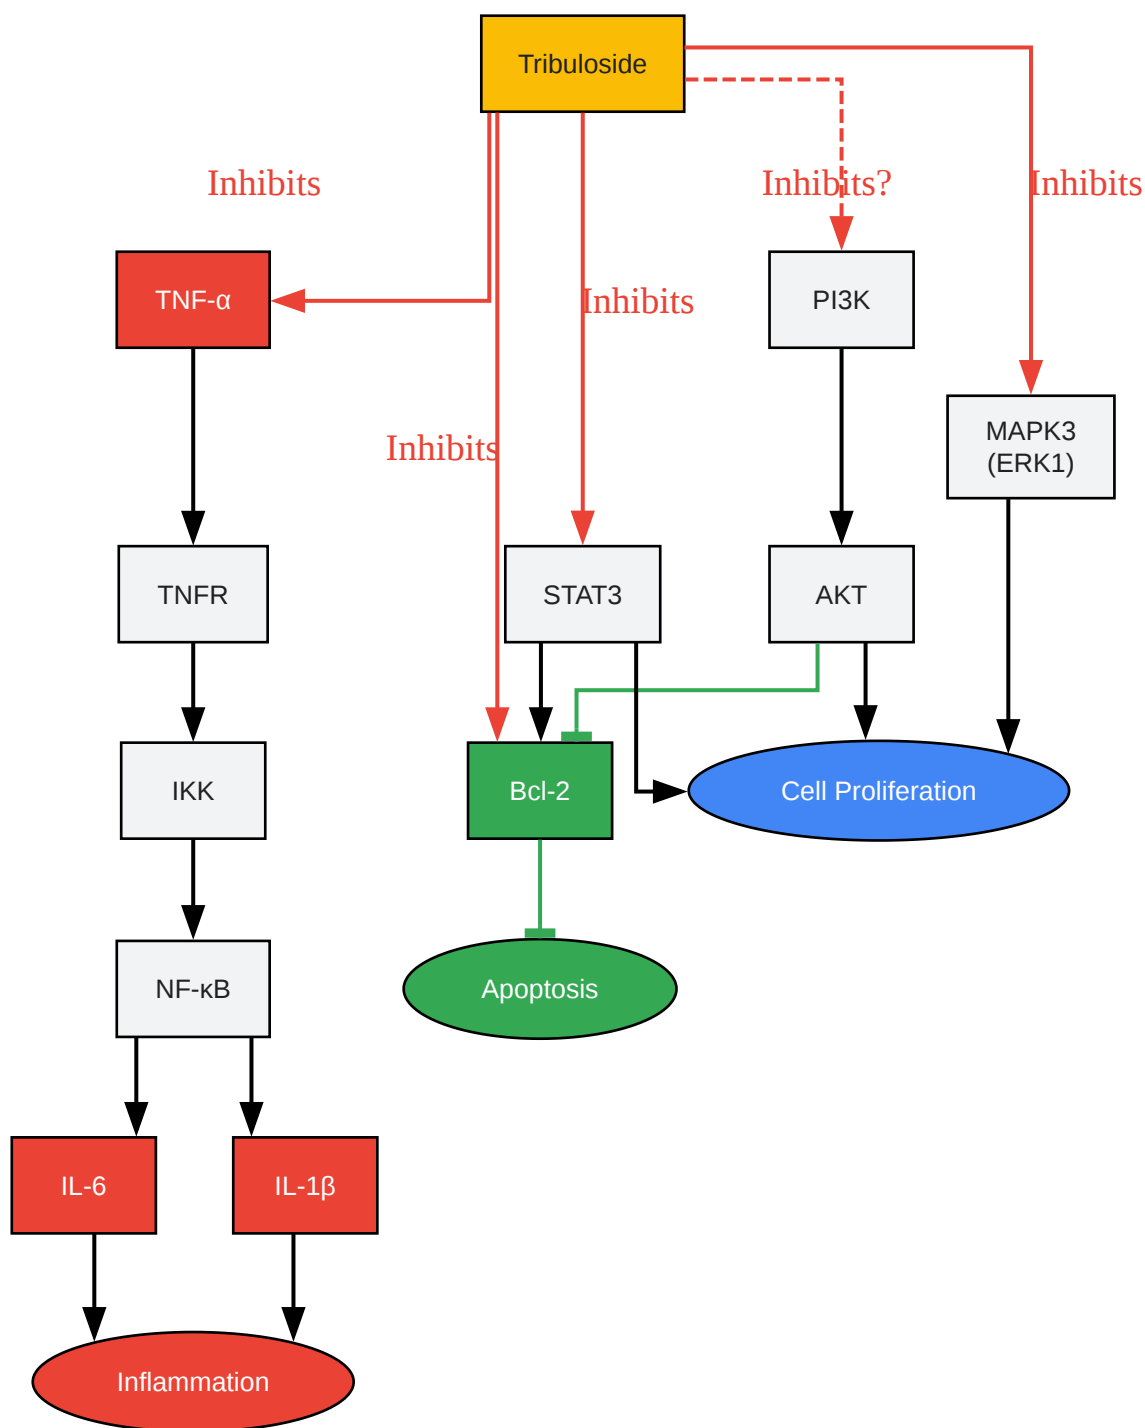 Tribuloside
Inhibits
Inhibits?
Inhibits
TNF-α
Inhibits
PI3K
MAPK3
(ERK1)
Inhibits
TNFR
STAT3
AKT
IKK
Bcl-2
Cell Proliferation
NF-κB
Apoptosis
IL-6
IL-1β
Inflammation